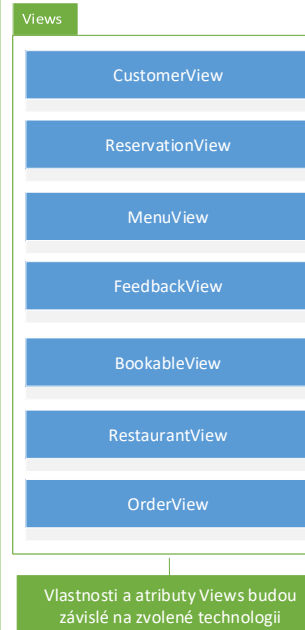 Views
CustomerView
ReservationView
MenuView
FeedbackView
BookableView
RestaurantView
OrderView
Vlastnosti a atributy Views budou
závislé na zvolené technologii